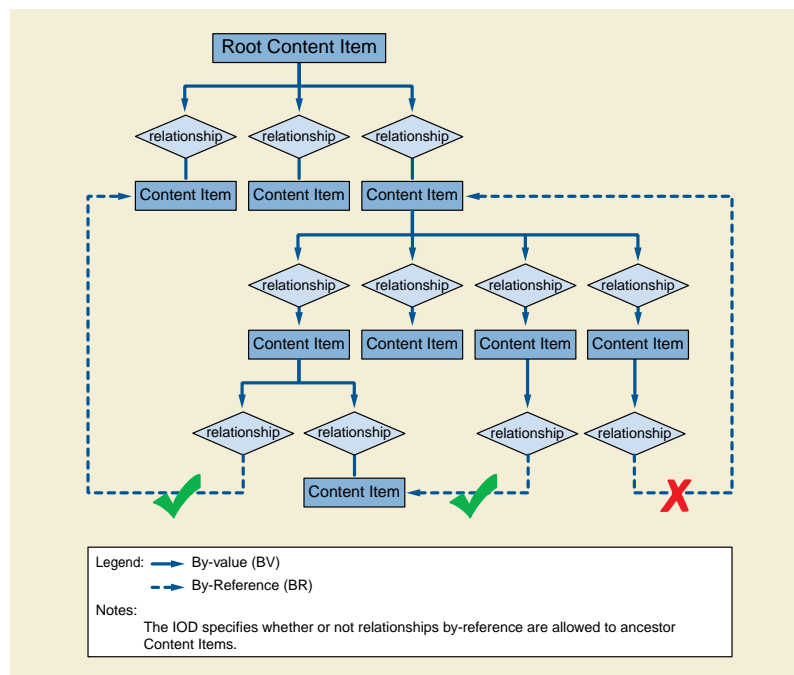 Root Content Item
relationship relationship relationship
Content Item Content Item Content Item
relationship relationship relationship relationship
Content Item Content Item Content Item Content Item
relationship relationship relationship relationship
Content Item
X
Legend: By-value (BV)
By-Reference (BR)
Notes:
The IOD specifies whether or not relationships by-reference are allowed to ancestor
Content Items.